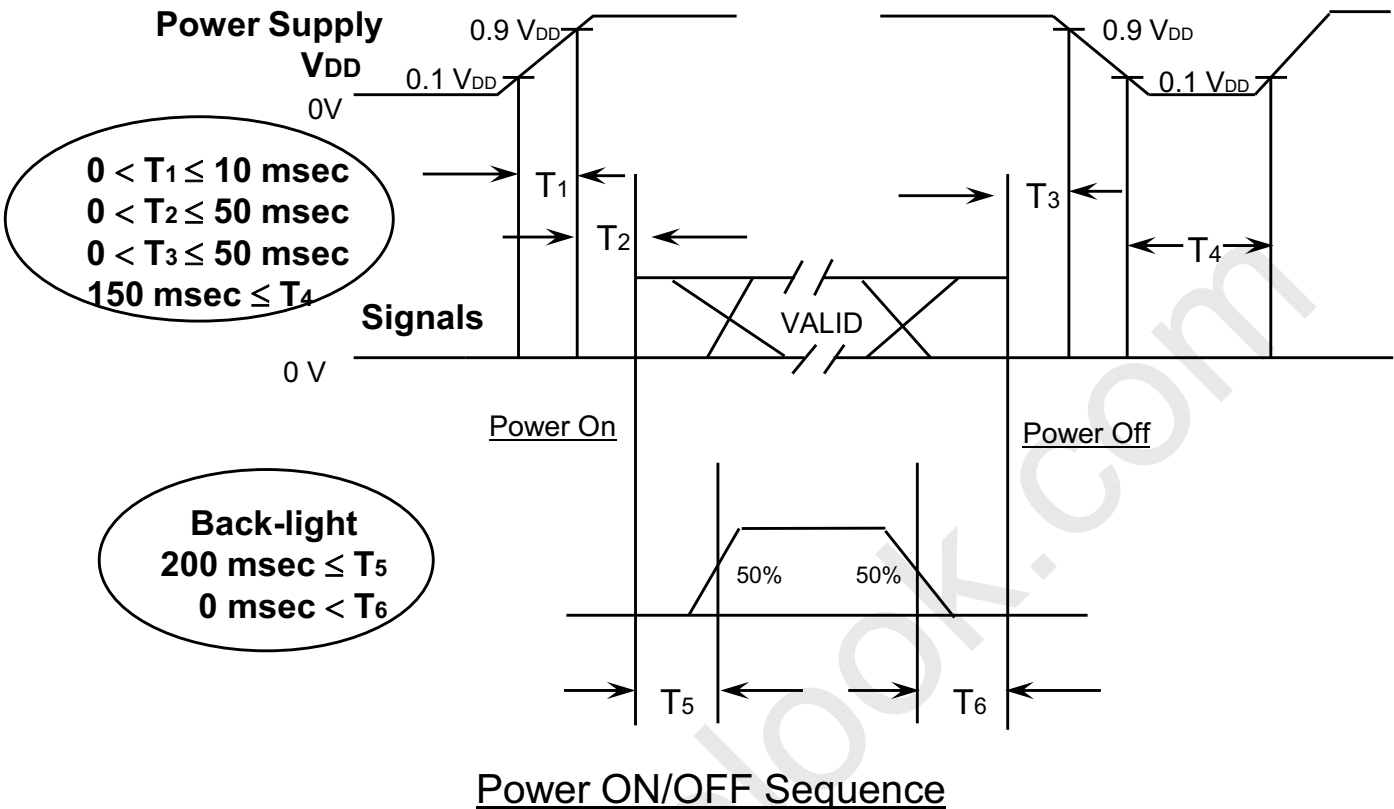 Power Supply
VDD
0.9 VDD
0.1 VDD
0V
0.9 VDD
0.1 VDD
0 < T1 ≤ 10 msec
0 < T2 ≤ 50 msec
0 < T3 ≤ 50 msec
150 msec ≤ T4
T1
T2
T3
T4
Signals
VALID
0 V
Power On
Power Off
Back-light
200 msec ≤ T5
0 msec < T6
50%
50%
T5
T6
Power ON/OFF Sequence
look.com